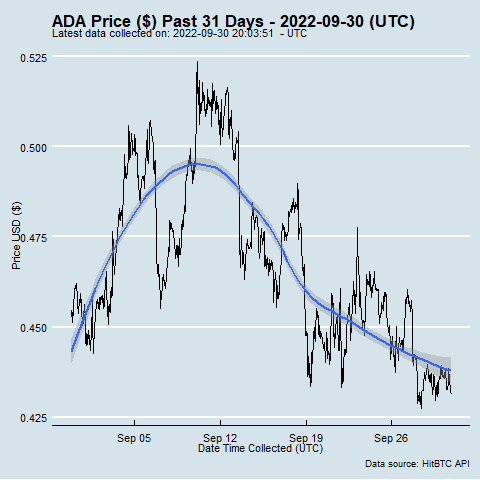 ADA Price ($) Past 31 Days - 2022-09-30 (UTC)
Latest data collected on: 2022-09-30 20:03:51 - UTC
0.525
0.500
0.475
0.450
0.425
Price USD ($)
Sep 05 Sep 12 Sep 19 Sep 26
Date Time Collected (UTC)
Data source: HitBTC API